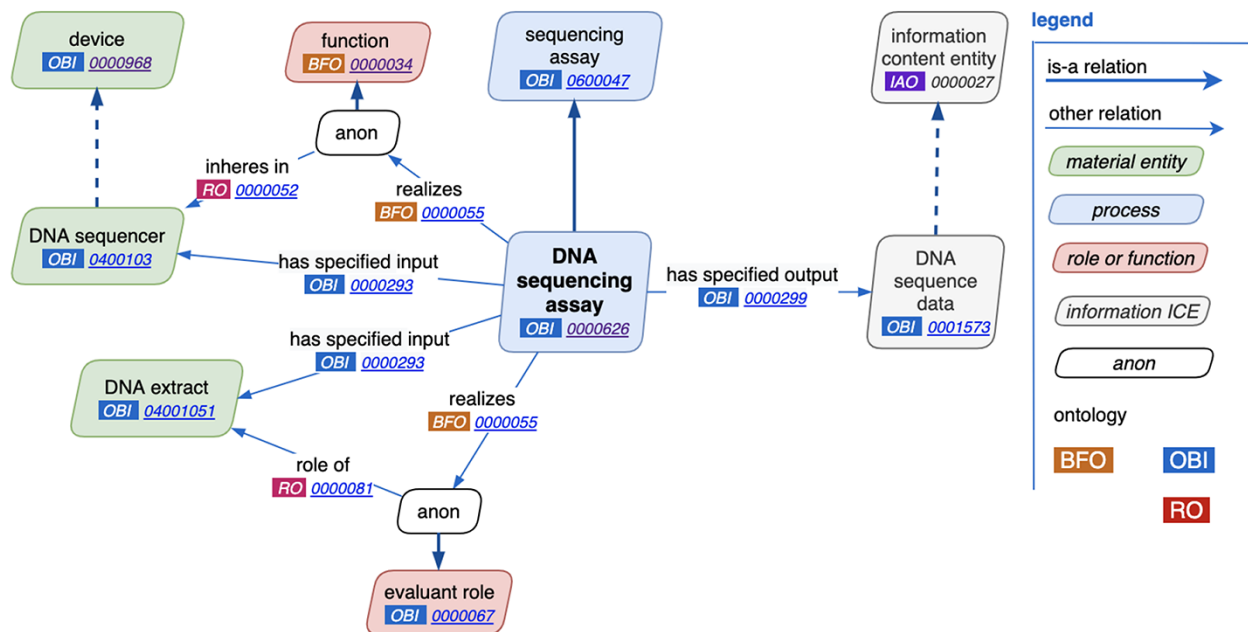 device
OBI 0000968
function
BFO 0000034
sequencing
assay
OBI 0600047
information
content entity
IAO 0000027
anon
inheres in
RO 0000052
realizes
BFO 0000055
DNA sequencer
OBI 0400103
has specified input
OBI 0000293
DNA
sequencing
assay
OBI 0000626
has specified output
OBI 0000299
DNA
sequence
data
OBI 0001573
has specified input
OBI 0000293
DNA extract
OBI 04001051
realizes
BFO 0000055
role of
RO 0000081
anon
evaluant role
OBI 0000067
legend
is-a relation
other relation
material entity
process
role or function
information ICE
anon
ontology
BFO OBI
RO